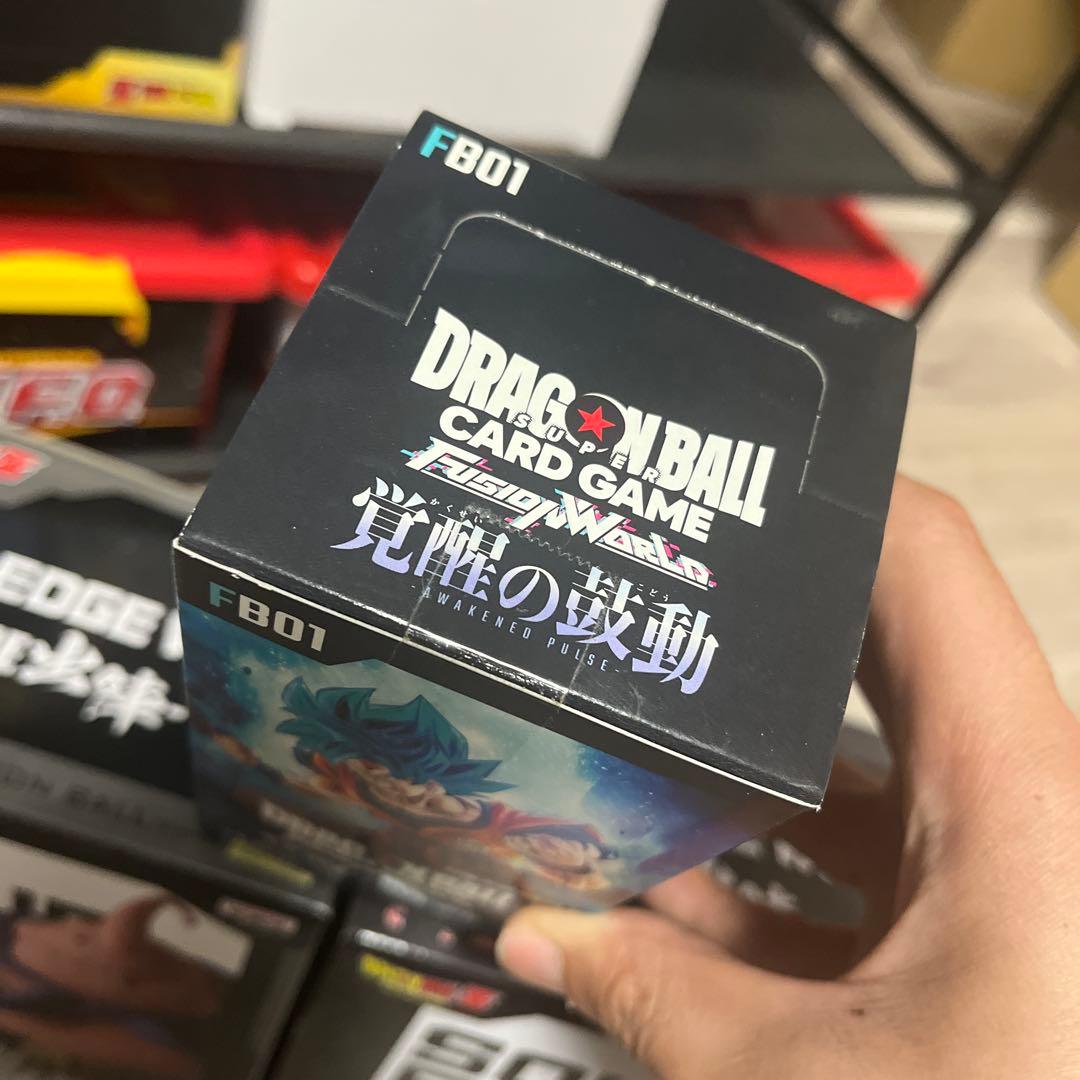 FB01
DRAGON BALL
SUPER
CARD GAME
FUSION WORLD
かくせい こどう
覚醒の鼓動
-AWAKENED PULSE-
FB01
EDGE